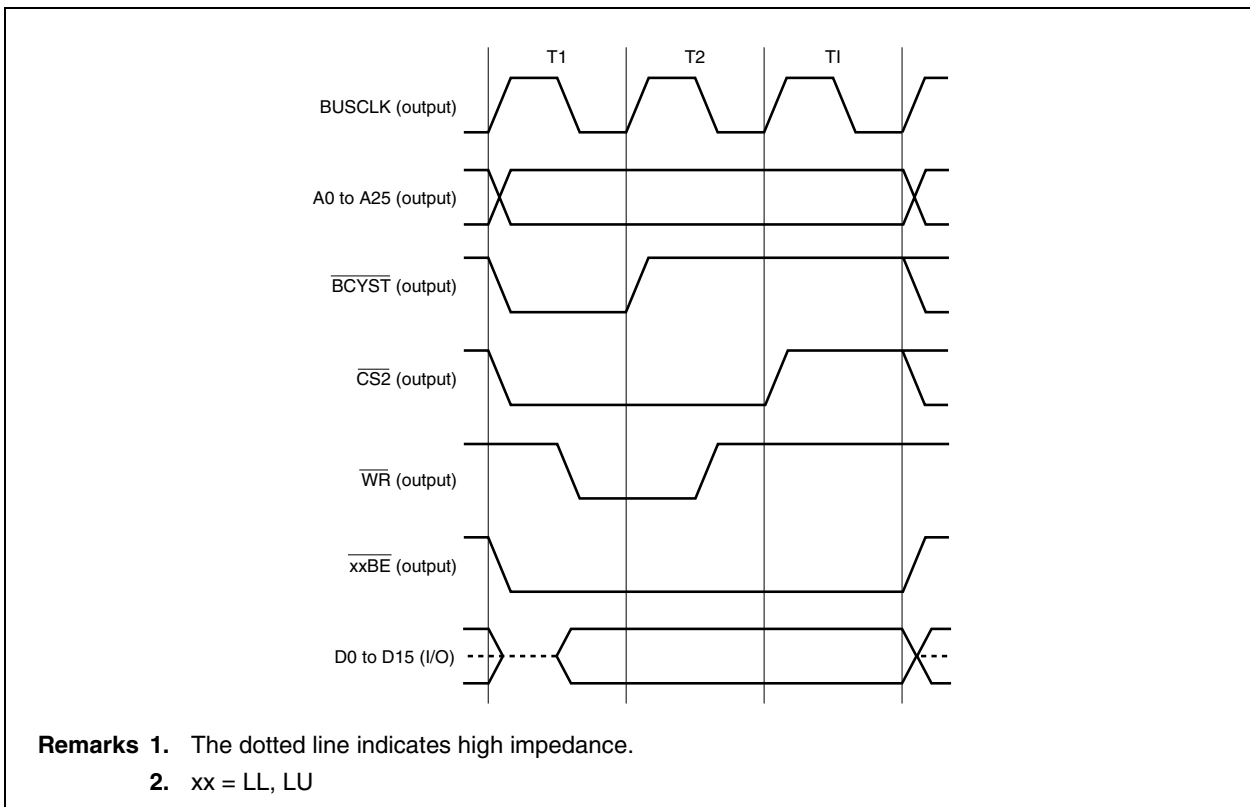 T1 T2 TI
BUSCLK (output)
A0 to A25 (output)
BCYST (output)
CS2 (output)
WR (output)
xxBE (output)
D0 to D15 (I/O)
Remarks 1. The dotted line indicates high impedance.
2. xx = LL, LU